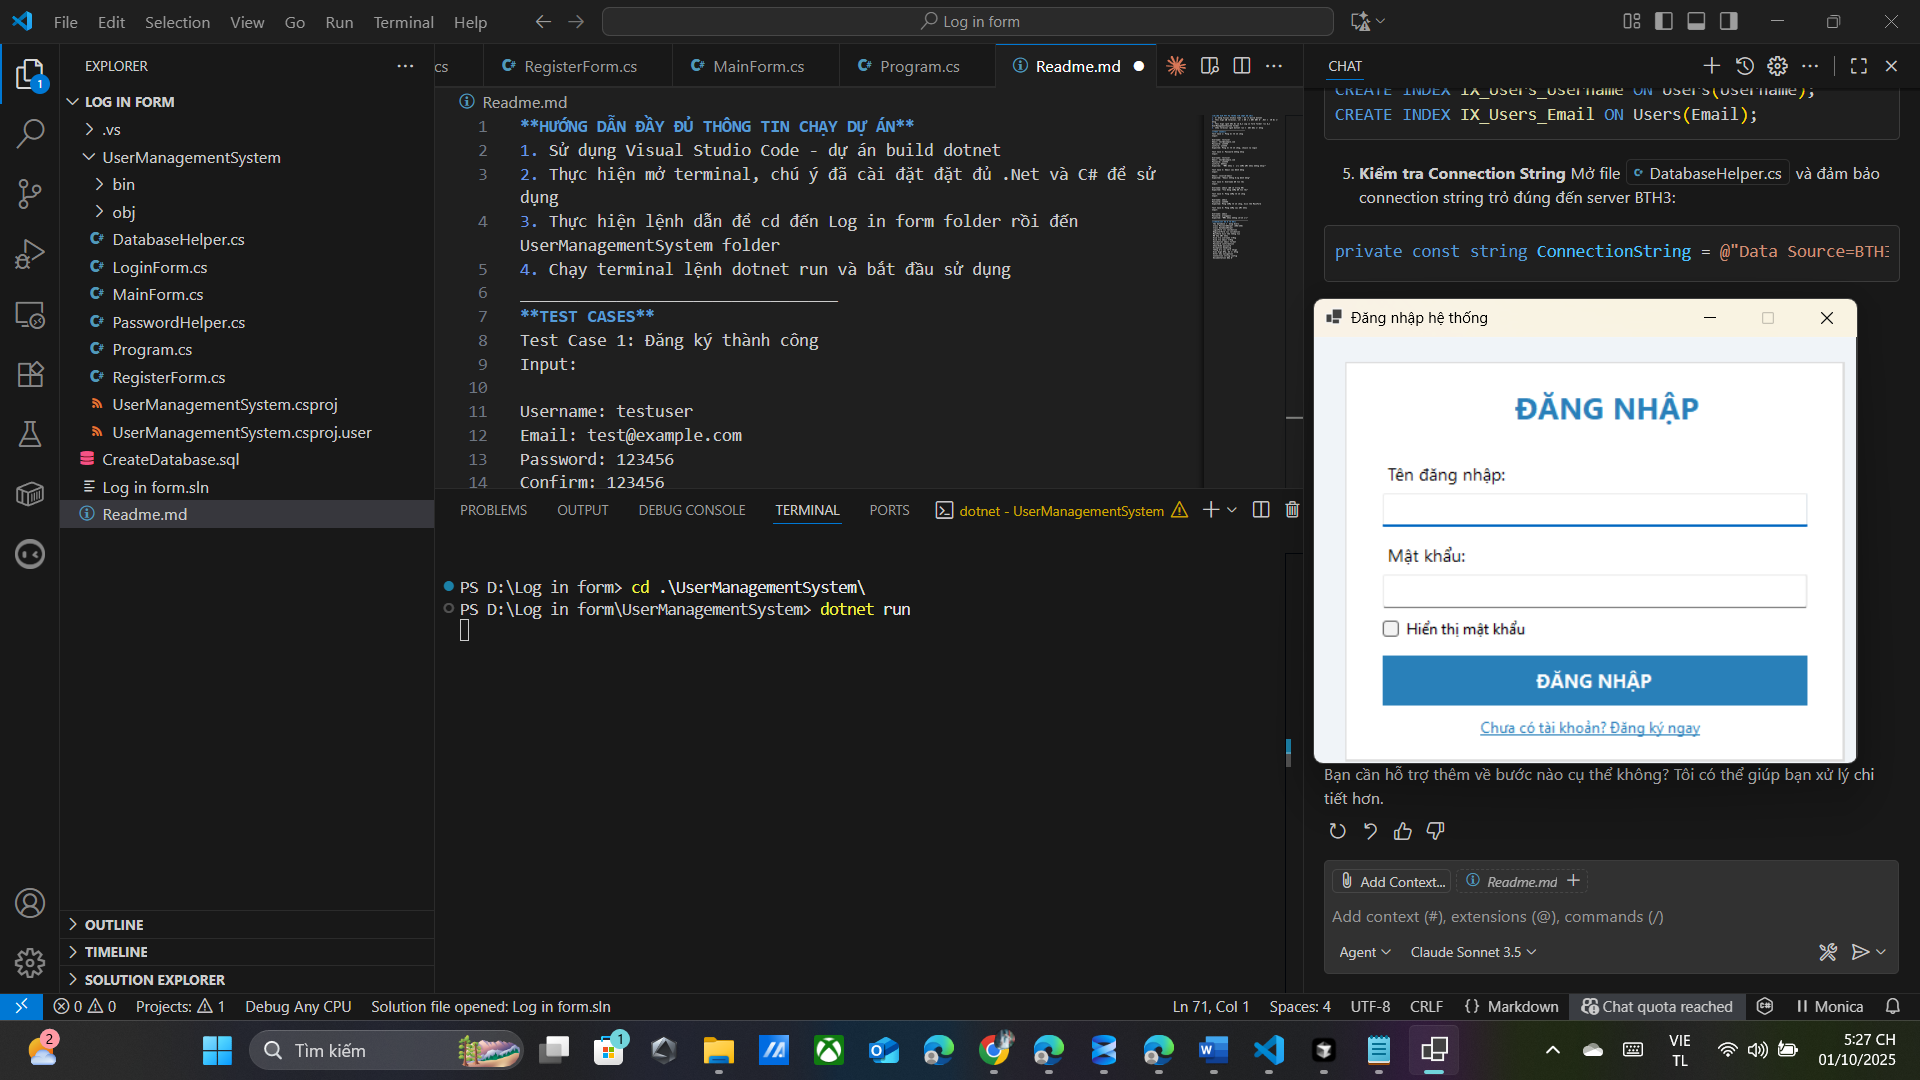 File Edit Selection View Go Run Terminal Help
Log in form
EXPLORER
LOG IN FORM
.vs
UserManagementSystem
bin
obj
DatabaseHelper.cs
LoginForm.cs
MainForm.cs
PasswordHelper.cs
Program.cs
RegisterForm.cs
UserManagementSystem.csproj
UserManagementSystem.csproj.user
CreateDatabase.sql
Log in form.sln
Readme.md
OUTLINE
TIMELINE
SOLUTION EXPLORER
cs RegisterForm.cs MainForm.cs Program.cs Readme.md
Readme.md
1 **HƯỚNG DẪN ĐẦY ĐỦ THÔNG TIN CHẠY DỰ ÁN**
2 1. Sử dụng Visual Studio Code - dự án build dotnet
3 2. Thực hiện mở terminal, chú ý đã cài đặt đặt đủ .Net và C# để sử
dụng
4 3. Thực hiện lệnh dẫn để cd đến Log in form folder rồi đến
UserManagementSystem folder
5 4. Chạy terminal lệnh dotnet run và bắt đầu sử dụng
6 _________________________________
7 **TEST CASES**
8 Test Case 1: Đăng ký thành công
9 Input:
10
11 Username: testuser
12 Email: test@example.com
13 Password: 123456
14 Confirm: 123456
PROBLEMS OUTPUT DEBUG CONSOLE TERMINAL PORTS dotnet - UserManagementSystem
PS D:\Log in form> cd .\UserManagementSystem\
PS D:\Log in form\UserManagementSystem> dotnet run
CHAT
CREATE INDEX IX_Users_Username ON Users(Username);
CREATE INDEX IX_Users_Email ON Users(Email);
5. Kiểm tra Connection String Mở file DatabaseHelper.cs và đảm bảo
connection string trỏ đúng đến server BTH3:
private const string ConnectionString = @"Data Source=BTH3
Đăng nhập hệ thống
ĐĂNG NHẬP
Tên đăng nhập:
Mật khẩu:
Hiển thị mật khẩu
ĐĂNG NHẬP
Chưa có tài khoản? Đăng ký ngay
Bạn cần hỗ trợ thêm về bước nào cụ thể không? Tôi có thể giúp bạn xử lý chi
tiết hơn.
Add Context... Readme.md
Add context (#), extensions (@), commands (/)
Agent Claude Sonnet 3.5
0 0 Projects: 1 Debug Any CPU Solution file opened: Log in form.sln Ln 71, Col 1 Spaces: 4 UTF-8 CRLF {} Markdown Chat quota reached Monica
2 Tìm kiếm 1 VIE
TL
5:27 CH
01/10/2025